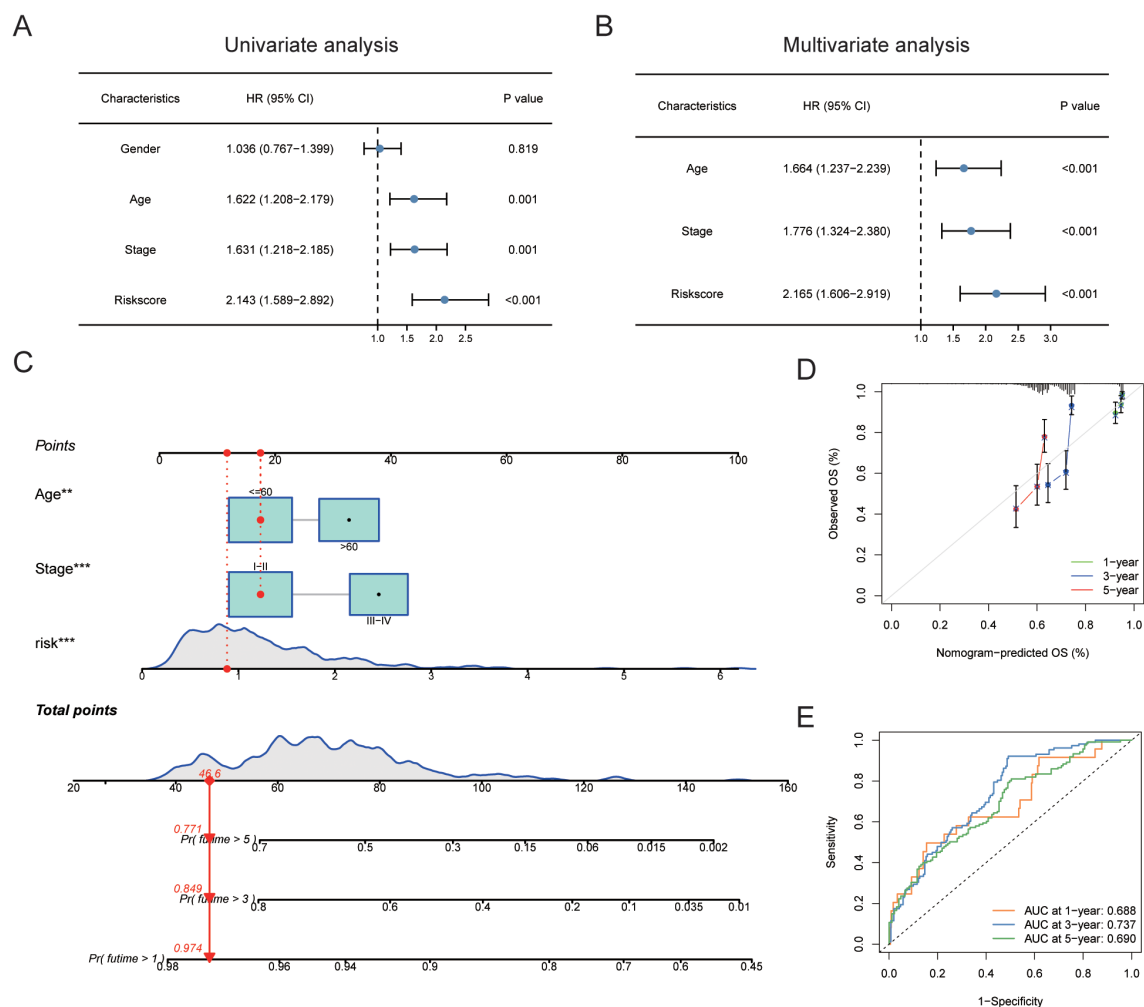 A
Univariate analysis
Characteristics HR (95% CI) P value
Gender 1.036 (0.767−1.399) 0.819
Age 1.622 (1.208−2.179) 0.001
Stage 1.631 (1.218−2.185) 0.001
Riskscore 2.143 (1.589−2.892) <0.001
1.0 1.5 2.0 2.5
B
Multivariate analysis
Characteristics HR (95% CI) P value
Age 1.664 (1.237−2.239) <0.001
Stage 1.776 (1.324−2.380) <0.001
Riskscore 2.165 (1.606−2.919) <0.001
1.0 1.5 2.0 2.5 3.0
C
Points
0 20 40 60 80 100
Age**
<=60
>60
Stage***
I−II
III−IV
risk***
0 1 2 3 4 5 6
Total points
46.6
20 40 60 80 100 120 140 160
0.771
Pr( futime > 5)
0.7 0.5 0.3 0.15 0.06 0.015 0.002
0.849
Pr( futime > 3)
0.8 0.6 0.4 0.2 0.1 0.035 0.01
0.974
Pr( futime > 1)
0.98 0.96 0.94 0.9 0.8 0.7 0.6 0.45
D
Observed OS (%)
1.0
0.8
0.6
0.4
0.2
0.0
1−year
3−year
5−year
0.0 0.2 0.4 0.6 0.8 1.0
Nomogram−predicted OS (%)
E
Sensitivity
1.0
0.8
0.6
0.4
0.2
0.0
AUC at 1−year: 0.688
AUC at 3−year: 0.737
AUC at 5−year: 0.690
0.0 0.2 0.4 0.6 0.8 1.0
1−Specificity